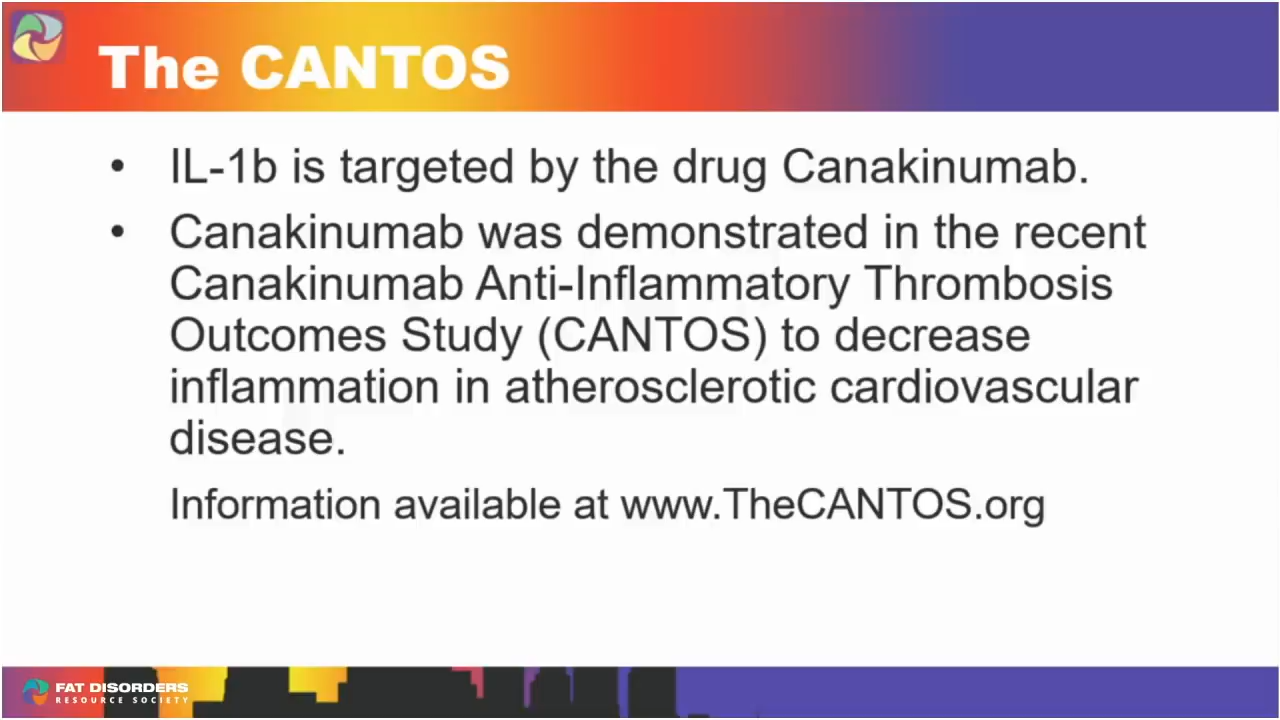 The CANTOS
• IL-1b is targeted by the drug Canakinumab.
• Canakinumab was demonstrated in the recent
Canakinumab Anti-Inflammatory Thrombosis
Outcomes Study (CANTOS) to decrease
inflammation in atherosclerotic cardiovascular
disease.
Information available at www.TheCANTOS.org
FAT DISORDERS
RESOURCE SOCIETY